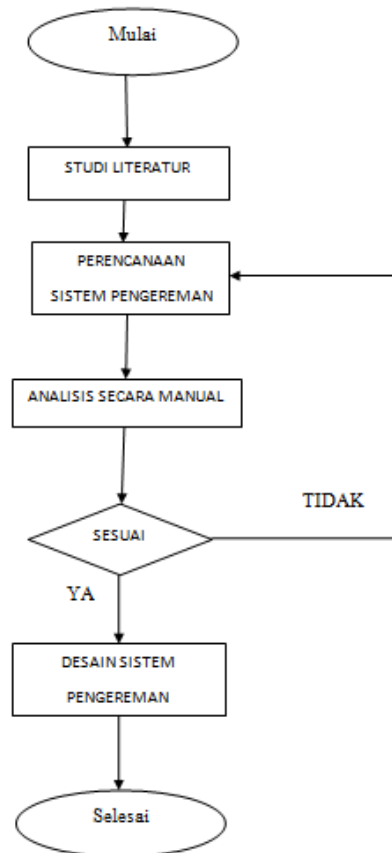 Mulai
STUDI LITERATUR
PERENCANAAN
SISTEM PENGEREMAN
ANALISIS SECARA MANUAL
TIDAK
SESUAI
YA
DESAIN SISTEM
PENGEREMAN
Selesai